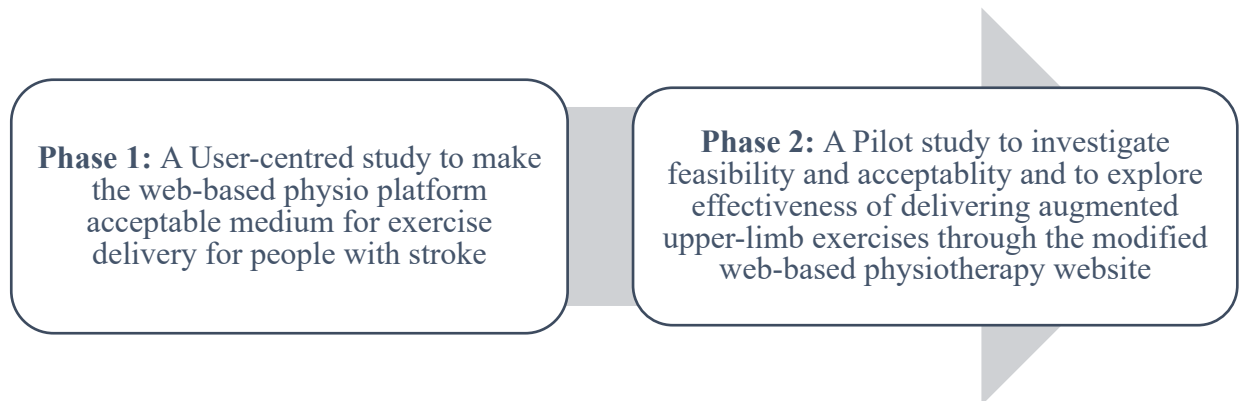 Phase 1: A User-centred study to make
the web-based physio platform
acceptable medium for exercise
delivery for people with stroke
Phase 2: A Pilot study to investigate
feasibility and acceptablity and to explore
effectiveness of delivering augmented
upper-limb exercises through the modified
web-based physiotherapy website